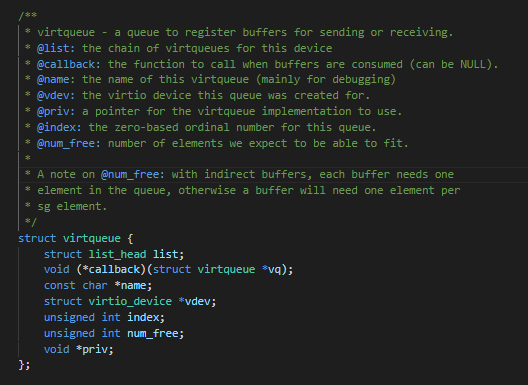 /**
 * virtqueue - a queue to register buffers for sending or receiving.
 * @list: the chain of virtqueues for this device
 * @callback: the function to call when buffers are consumed (can be NULL).
 * @name: the name of this virtqueue (mainly for debugging)
 * @vdev: the virtio device this queue was created for.
 * @priv: a pointer for the virtqueue implementation to use.
 * @index: the zero-based ordinal number for this queue.
 * @num_free: number of elements we expect to be able to fit.
 *
 * A note on @num_free: with indirect buffers, each buffer needs one
 * element in the queue, otherwise a buffer will need one element per
 * sg element.
 */
struct virtqueue {
    struct list_head list;
    void (*callback)(struct virtqueue *vq);
    const char *name;
    struct virtio_device *vdev;
    unsigned int index;
    unsigned int num_free;
    void *priv;
};